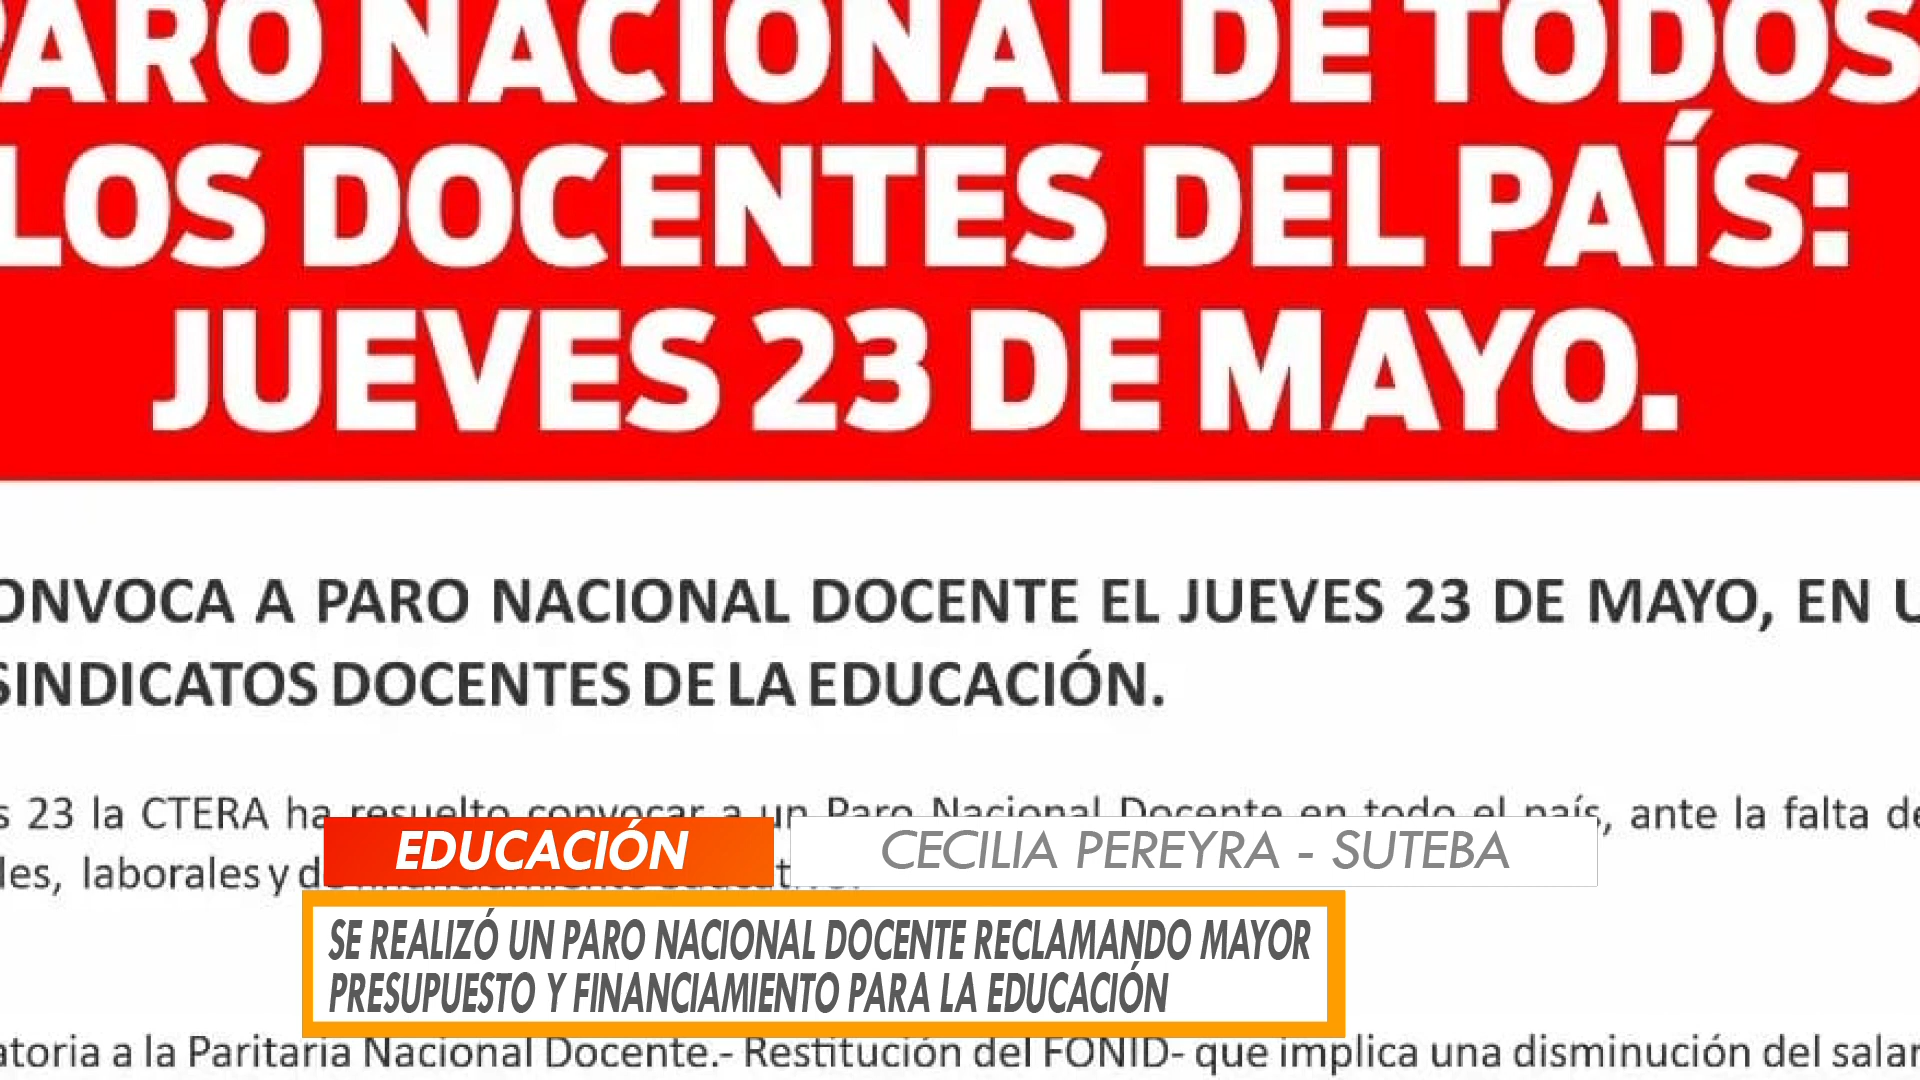 PARO NACIONAL DE TODOS
LOS DOCENTES DEL PAÍS:
JUEVES 23 DE MAYO.
ONVOCA A PARO NACIONAL DOCENTE EL JUEVES 23 DE MAYO, EN U
SINDICATOS DOCENTES DE LA EDUCACIÓN.
s 23 la CTERA ha resuelto convocar a un Paro Nacional Docente en todo el país, ante la falta de
les, laborales y
EDUCACIÓN
CECILIA PEREYRA - SUTEBA
SE REALIZÓ UN PARO NACIONAL DOCENTE RECLAMANDO MAYOR
PRESUPUESTO Y FINANCIAMIENTO PARA LA EDUCACIÓN
atoria a la Paritaria Nacional Docente.- Restitución del FONID- que implica una disminución del salar